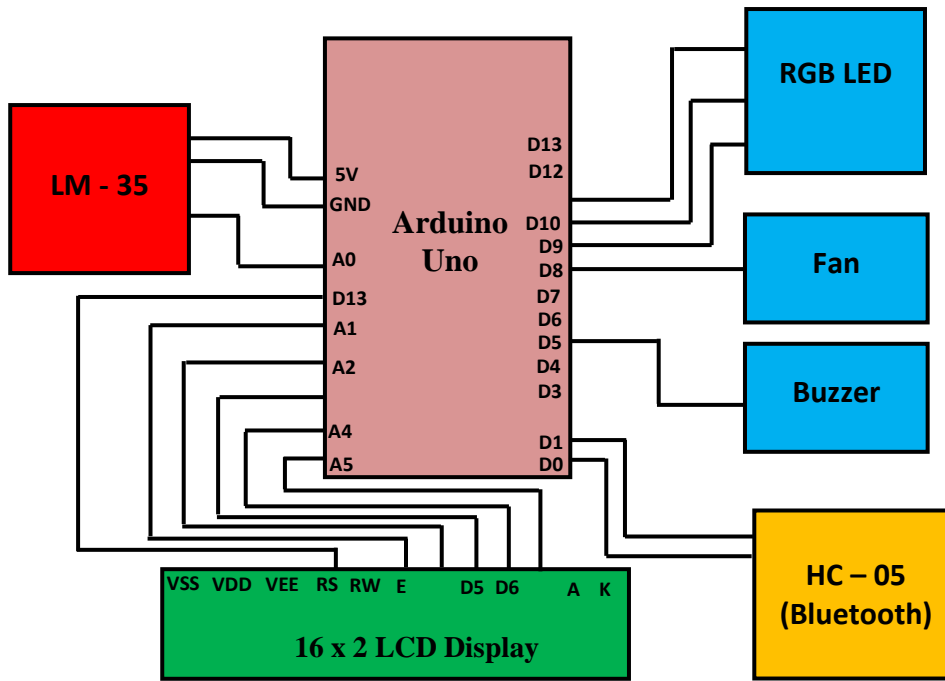 LM - 35
5V
GND
A0
D13
A1
A2
A4
A5
Arduino
Uno
D13
D12
D10
D9
D8
D7
D6
D5
D4
D3
D1
D0
RGB LED
Fan
Buzzer
HC – 05
(Bluetooth)
VSS VDD VEE RS RW E D5 D6 A K
16 x 2 LCD Display